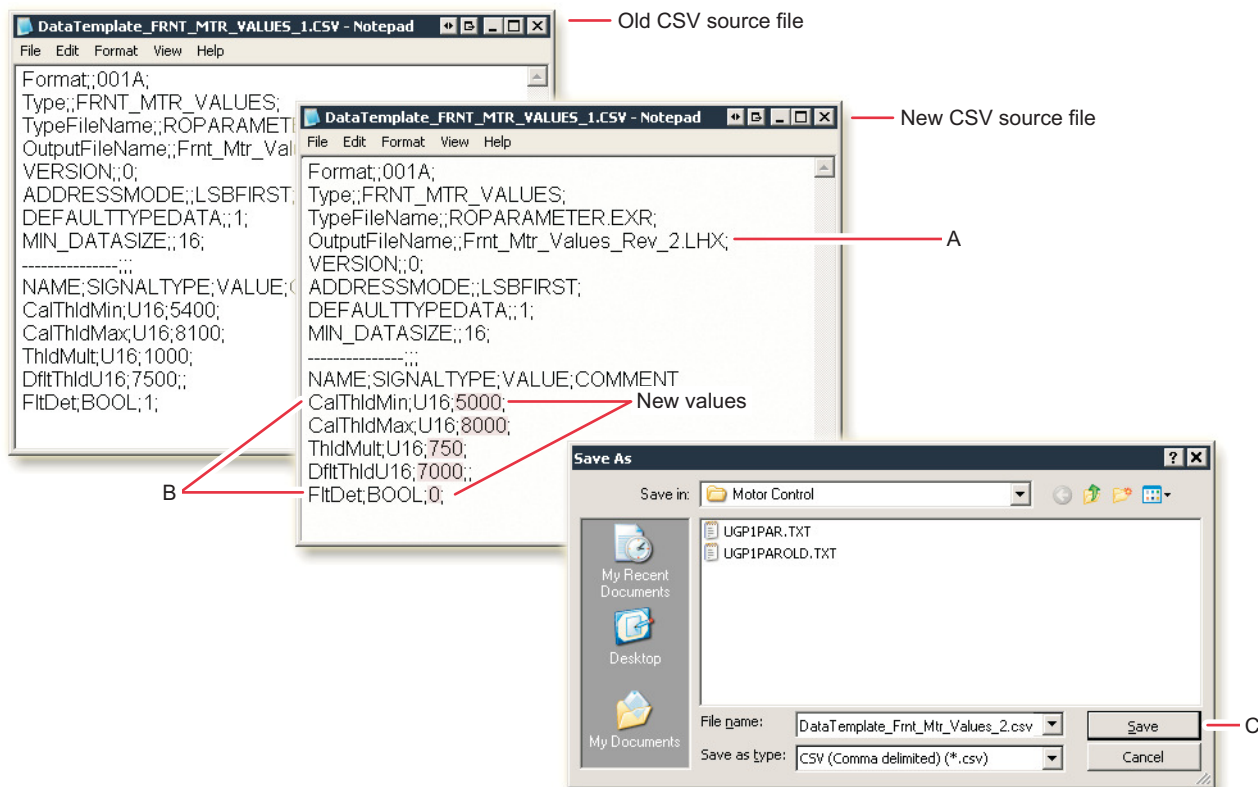 DataTemplate_FRNT_MTR_VALUES_1.CSV - Notepad
File Edit Format View Help
Format;;001A;
Type;;FRNT_MTR_VALUES;
TypeFileName;;ROPARAMET
OutputFileName;;Frnt_Mtr_Val
VERSION;;0;
ADDRESSMODE;;LSBFIRST;
DEFAULTTYPEDATA;;1;
MIN_DATASIZE;;16;
---------------;;;
NAME;SIGNALTYPE;VALUE;
CalThldMin;U16;5400;
CalThldMax;U16;8100;
ThldMult;U16;1000;
DfltThldU16;7500;;
FltDet;BOOL;1;
Old CSV source file
DataTemplate_FRNT_MTR_VALUES_1.CSV - Notepad
File Edit Format View Help
Format;;001A;
Type;;FRNT_MTR_VALUES;
TypeFileName;;ROPARAMETER.EXR;
OutputFileName;;Frnt_Mtr_Values_Rev_2.LHX;
VERSION;;0;
ADDRESSMODE;;LSBFIRST;
DEFAULTTYPEDATA;;1;
MIN_DATASIZE;;16;
---------------;;;
NAME;SIGNALTYPE;VALUE;COMMENT
CalThldMin;U16;5000;
CalThldMax;U16;8000;
ThldMult;U16;750;
DfltThldU16;7000;;
FltDet;BOOL;0;
New CSV source file
A
New values
B
Save As
Save in: Motor Control
My Recent Documents
Desktop
My Documents
UGP1PAR.TXT
UGP1PAROLD.TXT
File name: DataTemplate_Frnt_Mtr_Values_2.csv
Save
Save as type: CSV (Comma delimited) (*.csv)
Cancel
C